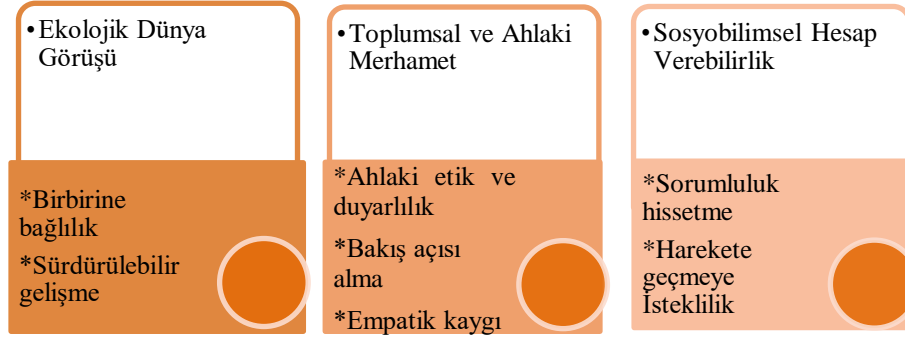 •Ekolojik Dünya
Görüşü
*Birbirine
bağlılık
*Sürdürülebilir
gelişme
•Toplumsal ve Ahlaki
Merhamet
*Ahlaki etik ve
duyarlılık
*Bakış açısı
alma
*Empatik kaygı
•Sosyobilimsel Hesap
Verebilirlik
*Sorumluluk
hissetme
*Harekete
geçmeye
İsteklilik